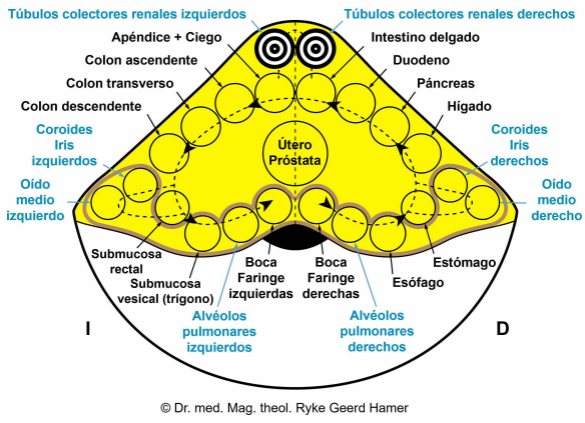 Túbulos colectores renales izquierdos
Túbulos colectores renales derechos
Apéndice + Ciego
Intestino delgado
Colon ascendente
Duodeno
Colon transverso
Páncreas
Colon descendente
Hígado
Coroides
Iris
izquierdos
Coroides
Iris
derechos
Útero
Próstata
Oído
medio
izquierdo
Oído
medio
derecho
Submucosa
rectal
Submucosa
vesical (trígono)
Boca
Faringe
izquierdas
Boca
Faringe
derechas
Estómago
Esófago
Alvéolos
pulmonares
izquierdos
Alvéolos
pulmonares
derechos
I
D
© Dr. med. Mag. theol. Ryke Geerd Hamer